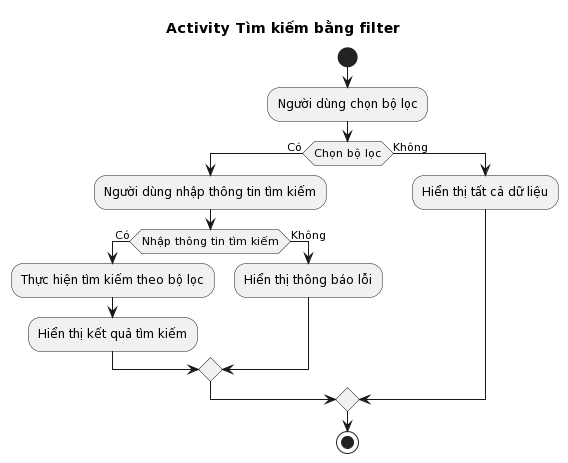 Activity Tìm kiếm bằng filter
Người dùng chọn bộ lọc
Có
Chọn bộ lọc
Không
Người dùng nhập thông tin tìm kiếm
Hiển thị tất cả dữ liệu
Có
Nhập thông tin tìm kiếm
Không
Thực hiện tìm kiếm theo bộ lọc
Hiển thị thông báo lỗi
Hiển thị kết quả tìm kiếm